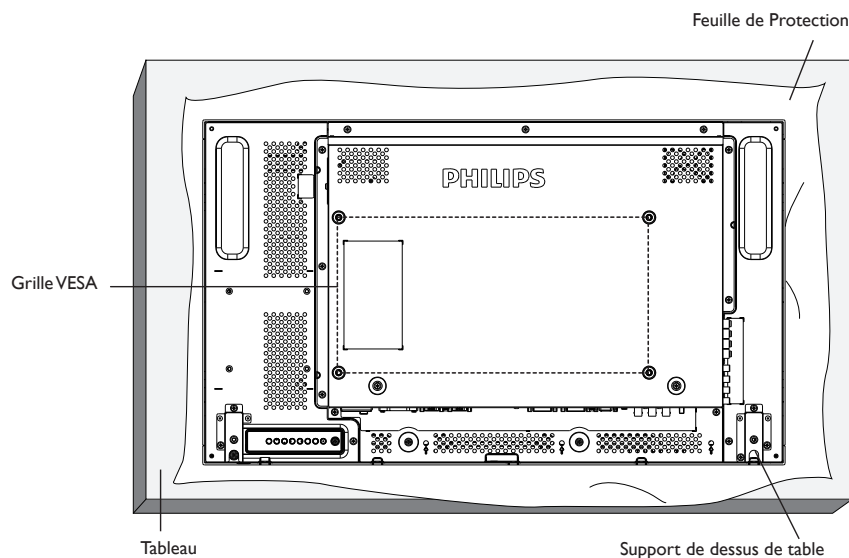 Feuille de Protection
PHILIPS
Grille VESA
Tableau
Support de dessus de table